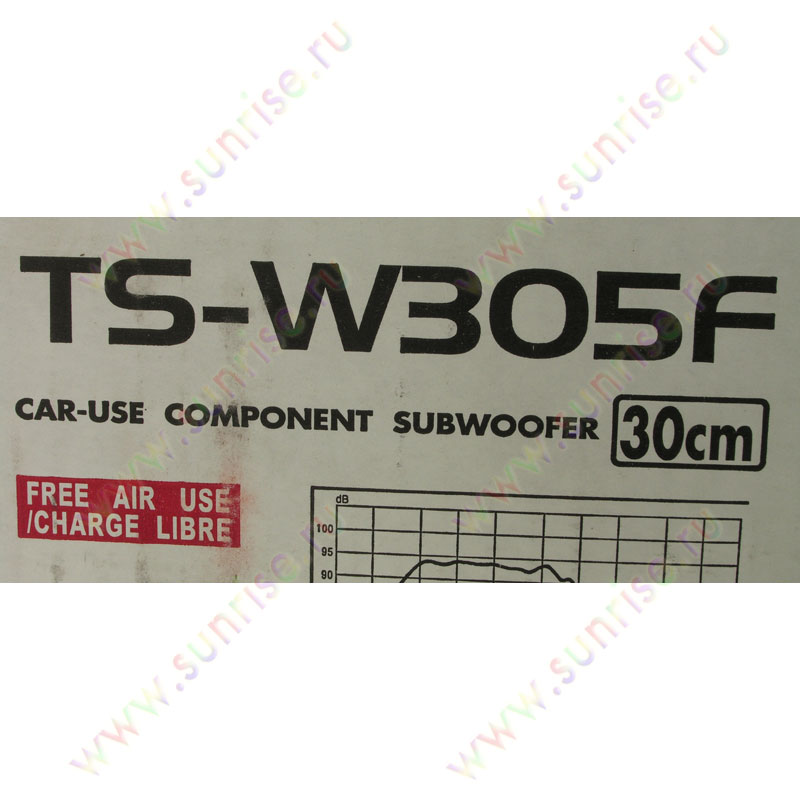 www.sunrise.ru
www.sunrise.ru
TS-W305F
CAR-USE COMPONENT SUBWOOFER 30cm
FREE AIR USE
/CHARGE LIBRE
dB
100
95
90
www.sunrise.ru
www.sunrise.ru
www.sunrise.ru
www.sunrise.ru